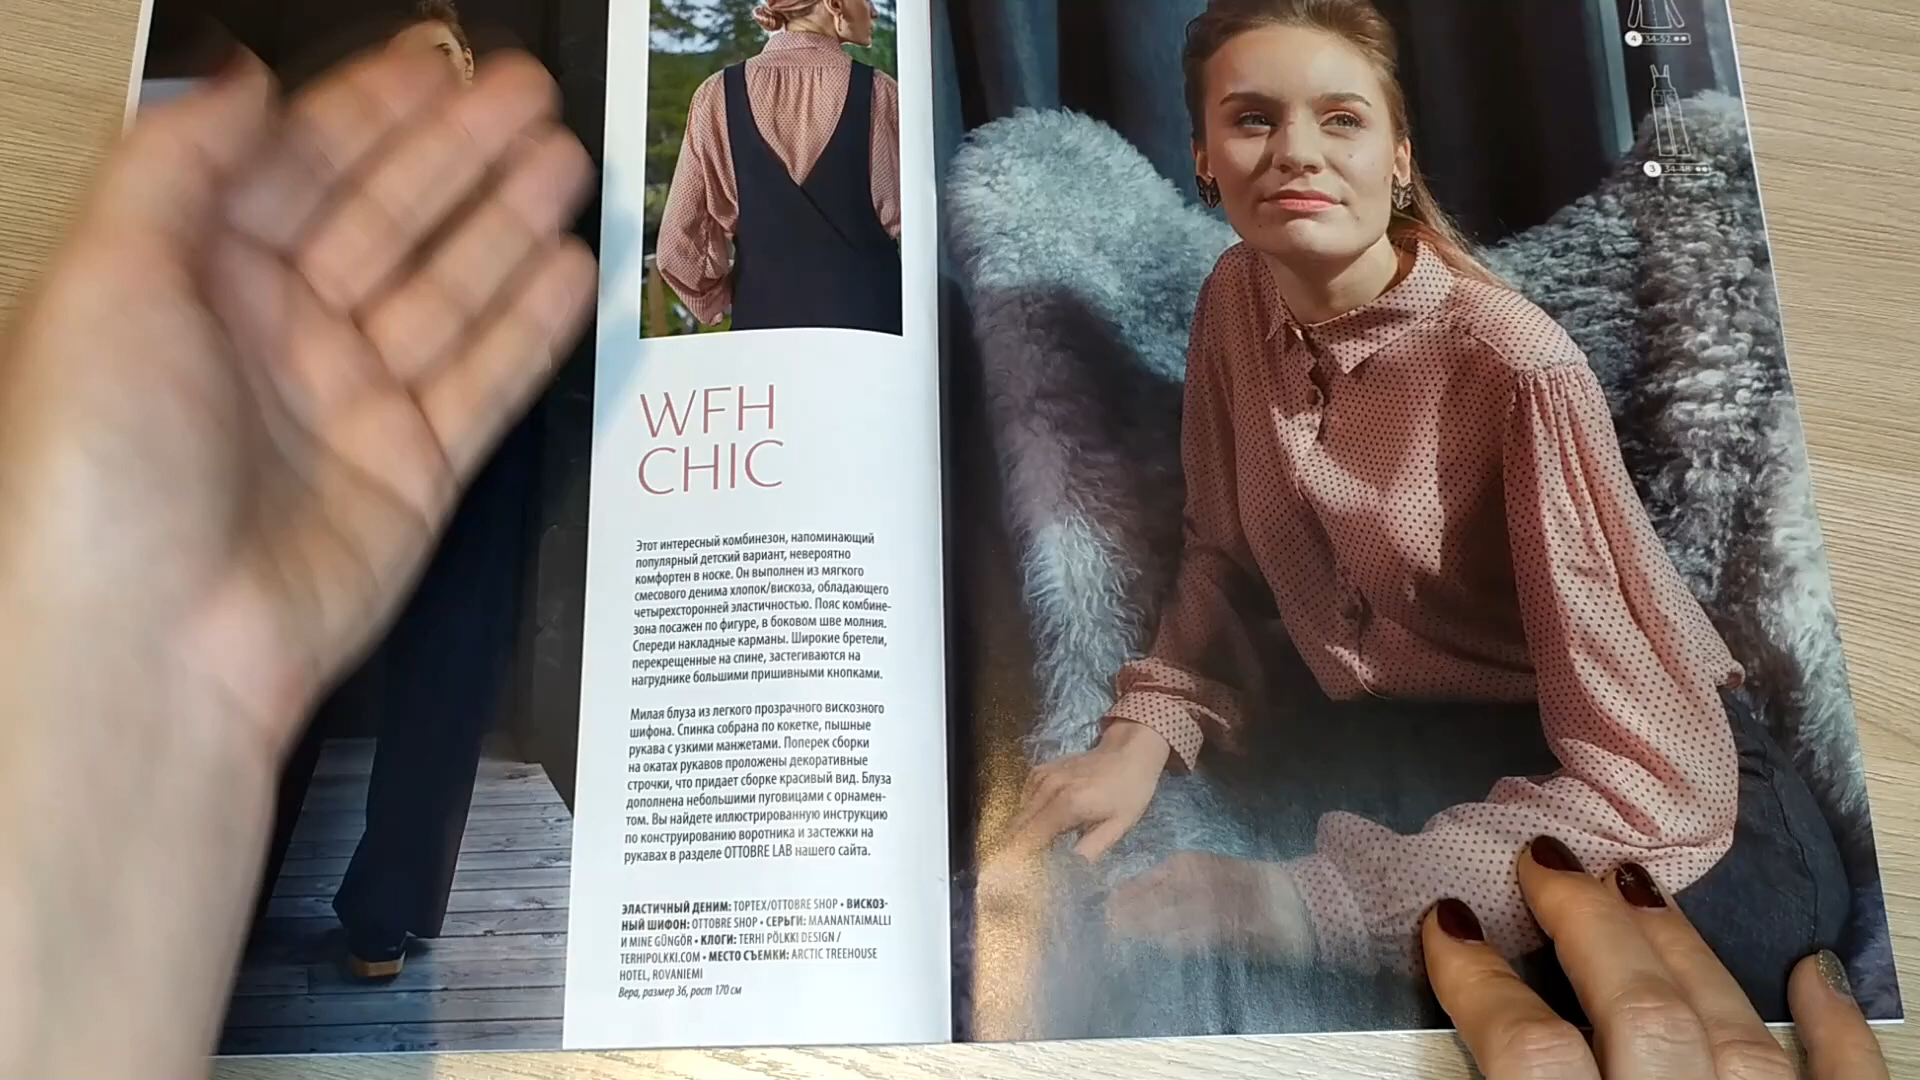 WFH
CHIC
Этот интересный комбинезон, напоминающий
популярный детский вариант, невероятно
комфортен в носке. Он выполнен из мягкого
смесового денима хлопок/вискоза, обладающего
четырехсторонней эластичностью. Пояс комбине-
зона посажен по фигуре, в боковом шве молния.
Спереди накладные карманы. Широкие бретели,
перекрещенные на спине, застегиваются на
нагруднике большими пришивными кнопками.
Милая блуза из легкого прозрачного вискозного
шифона. Спинка собрана по кокетке, пышные
рукава с узкими манжетами. Поперек сборки
на окатах рукавов проложены декоративные
строчки, что придает сборке красивый вид. Блуза
дополнена небольшими пуговицами с орнамен-
том. Вы найдете иллюстрированную инструкцию
по конструированию воротника и застежки на
рукавах в разделе OTTOBRE LAB нашего сайта.
ЭЛАСТИЧНЫЙ ДЕНИМ: TOPTEX/OTTOBRE SHOP • ВИСКОЗ-
НЫЙ ШИФОН: OTTOBRE SHOP • СЕРЬГИ: MAANANTAIMALLI
И MINE GÜNGÖR • КЛОГИ: TERHI PÖLKKI DESIGN /
TERHIPOLKKI.COM • МЕСТО СЪЕМКИ: ARCTIC TREEHOUSE
HOTEL, ROVANIEMI
Вера, размер 36, рост 170 см
4 34-52 ●●
3 34-48 ●●